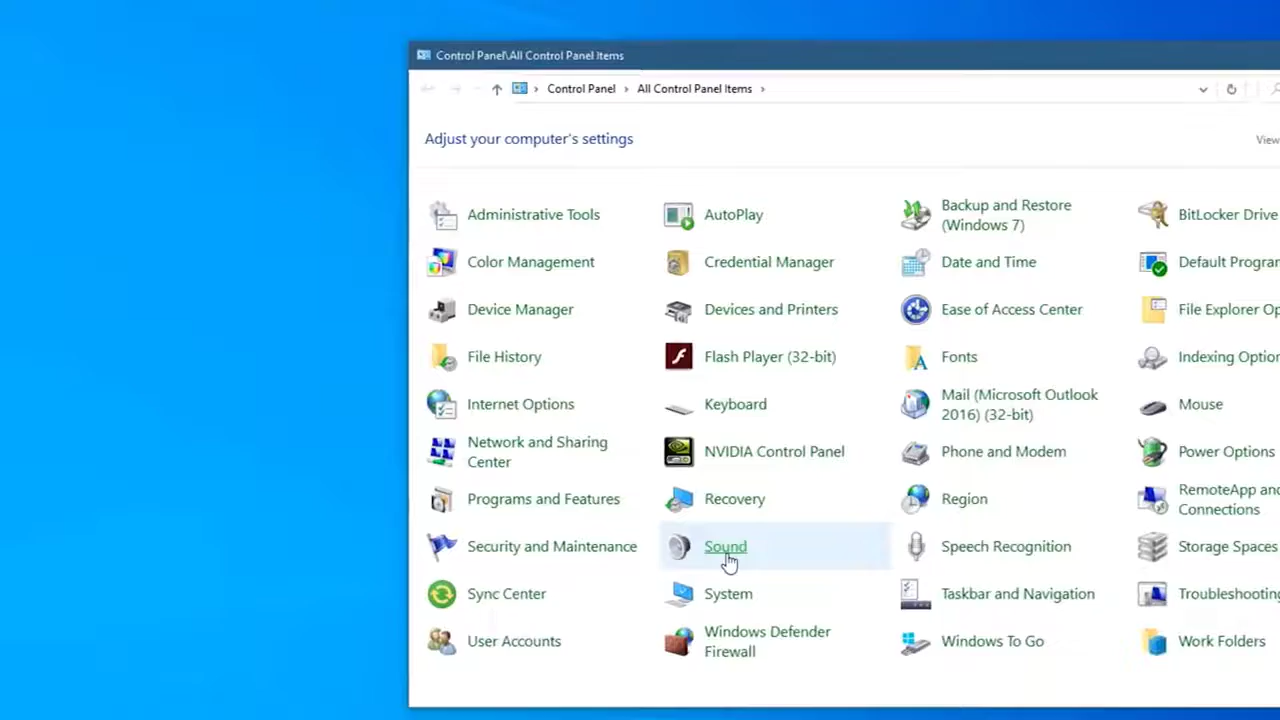 Control Panel\All Control Panel Items
Control Panel
All Control Panel Items
Adjust your computer's settings
View
Administrative Tools
AutoPlay
Backup and Restore
(Windows 7)
BitLocker Drive
Color Management
Credential Manager
Date and Time
Default Program
Device Manager
Devices and Printers
Ease of Access Center
File Explorer Op
File History
Flash Player (32-bit)
Fonts
Indexing Option
Internet Options
Keyboard
Mail (Microsoft Outlook
2016) (32-bit)
Mouse
Network and Sharing
Center
NVIDIA Control Panel
Phone and Modem
Power Options
Programs and Features
Recovery
Region
RemoteApp and
Connections
Security and Maintenance
Sound
Speech Recognition
Storage Spaces
Sync Center
System
Taskbar and Navigation
Troubleshooting
User Accounts
Windows Defender
Firewall
Windows To Go
Work Folders